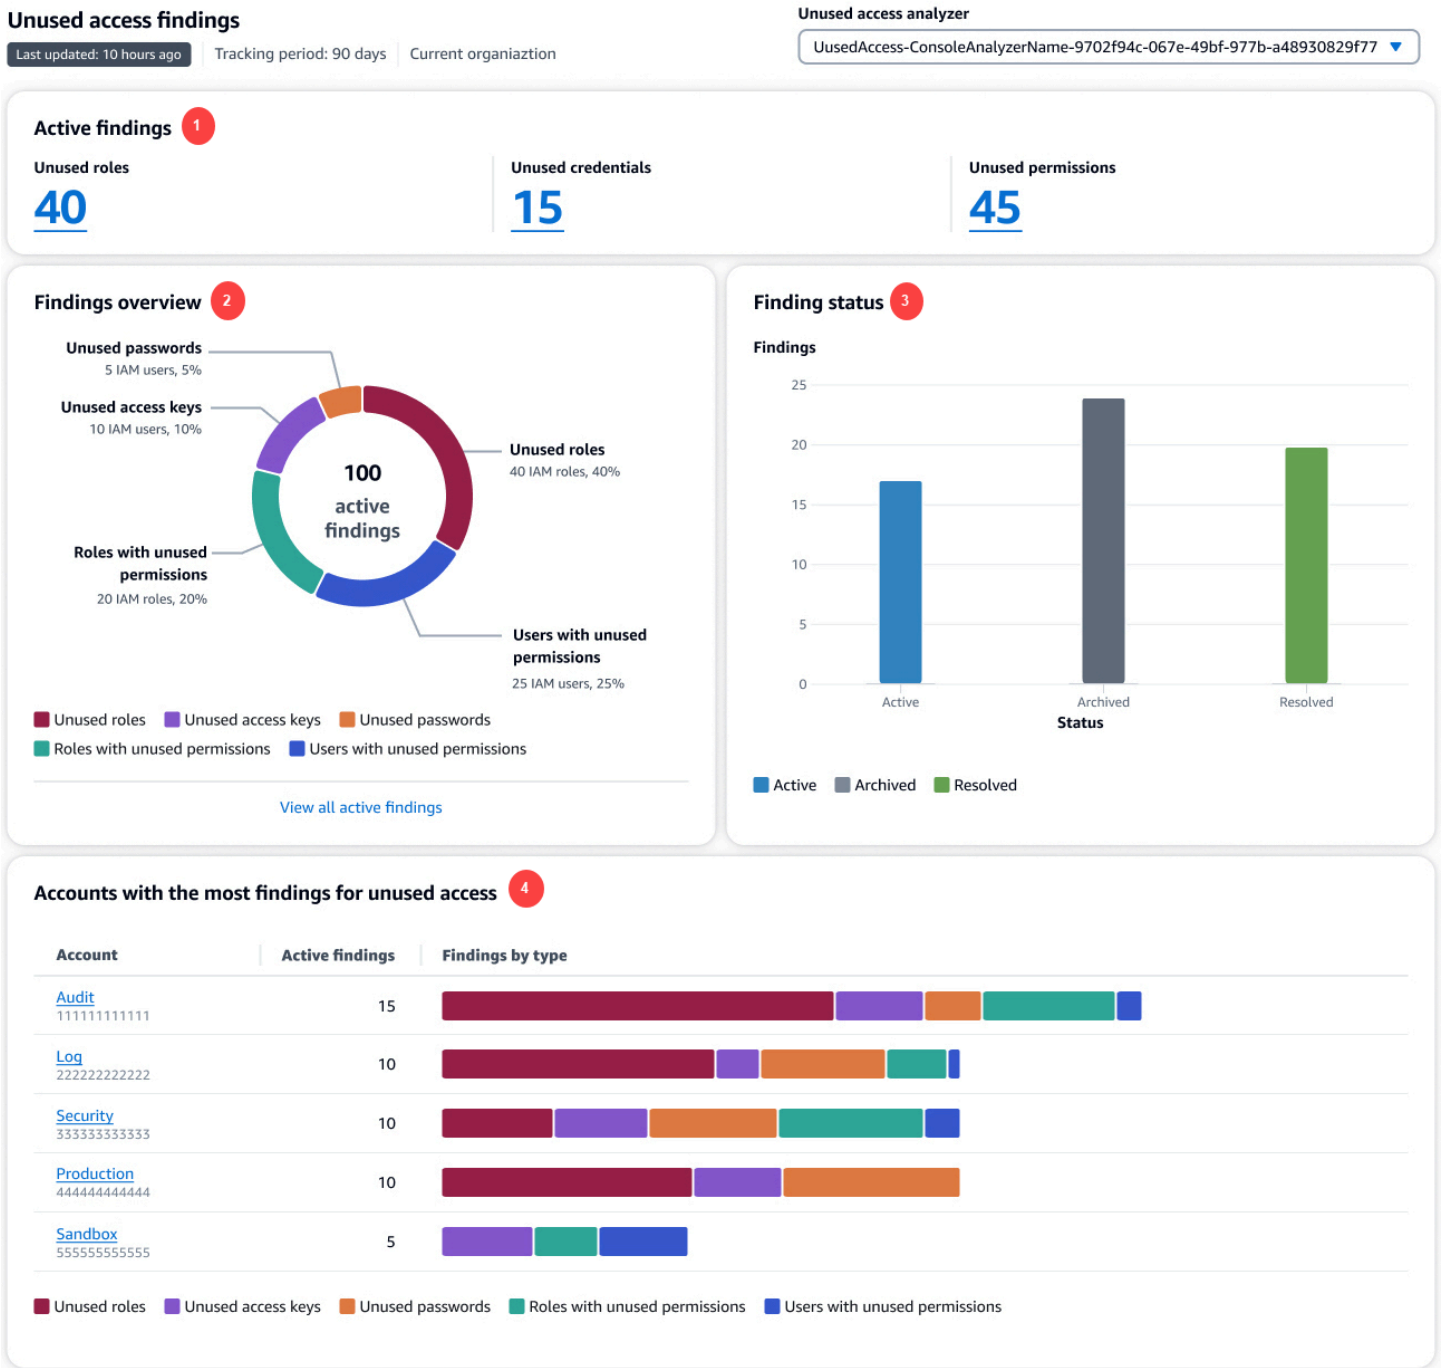 Unused access findings
Last updated: 10 hours ago
Tracking period: 90 days
Current organiaztion
Unused access analyzer
UusedAccess-ConsoleAnalyzerName-9702f94c-067e-49bf-977b-a48930829f77
Active findings 1
Unused roles
40
Unused credentials
15
Unused permissions
45
Findings overview 2
Unused passwords
5 IAM users, 5%
Unused access keys
10 IAM users, 10%
Unused roles
40 IAM roles, 40%
100
active
findings
Roles with unused
permissions
20 IAM roles, 20%
Users with unused
permissions
25 IAM users, 25%
Unused roles Unused access keys Unused passwords
Roles with unused permissions Users with unused permissions
View all active findings
Finding status 3
Findings
25
20
15
10
5
0
Active Archived Resolved
Status
Active Archived Resolved
Accounts with the most findings for unused access 4
Account Active findings Findings by type
Audit
111111111111
15
Log
222222222222
10
Security
333333333333
10
Production
444444444444
10
Sandbox
555555555555
5
Unused roles Unused access keys Unused passwords Roles with unused permissions Users with unused permissions